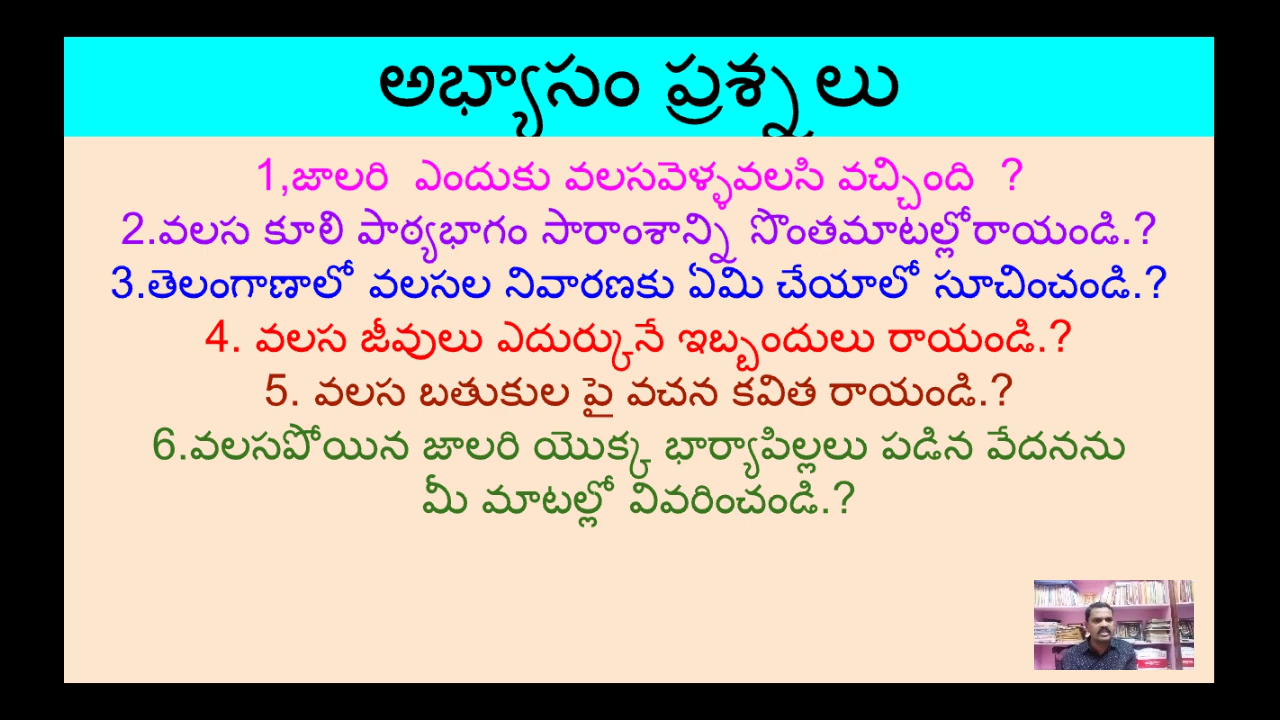 అభ్యాసం ప్రశ్నలు
1,జాలరి ఎందుకు వలసవెళ్ళవలసి వచ్చింది ?
2.వలస కూలీ పాఠ్యభాగం సారాంశాన్ని సొంతమాటల్లోరాయండి.?
3.తెలంగాణాలో వలసల నివారణకు ఏమి చేయాలో సూచించండి.?
4. వలస జీవులు ఎదుర్కునే ఇబ్బందులు రాయండి.?
5. వలస బతుకుల పై వచన కవిత రాయండి.?
6.వలసపోయిన జాలరి యొక్క భార్యాపిల్లలు పడిన వేదనను
మీ మాటల్లో వివరించండి.?